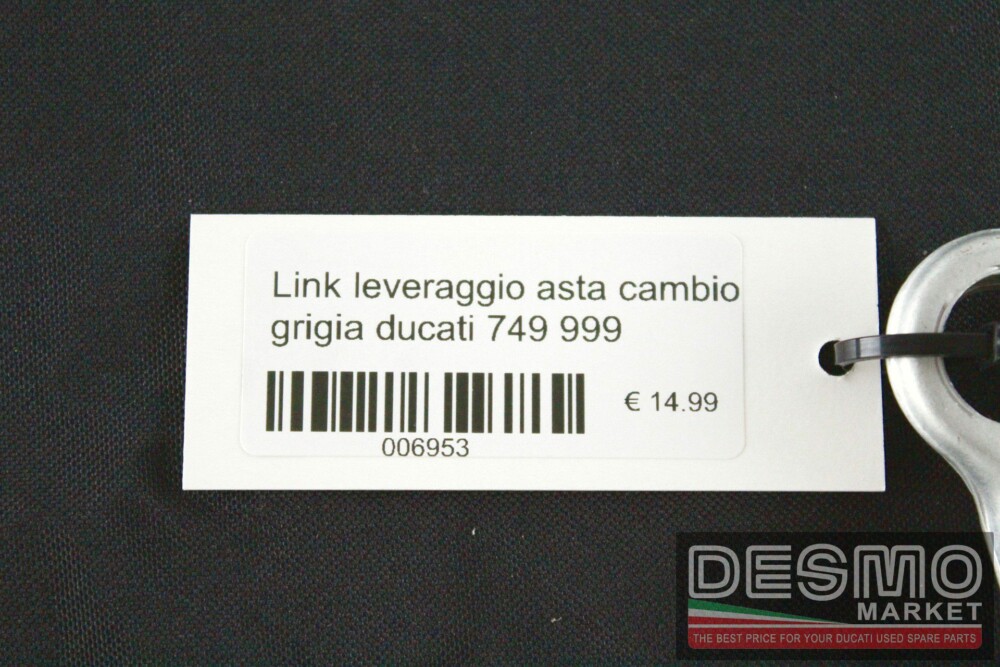 Link leveraggio asta cambio
grigia ducati 749 999
€ 14.99
006953
DESMO
MARKET
THE BEST PRICE FOR YOUR DUCATI USED SPARE PARTS